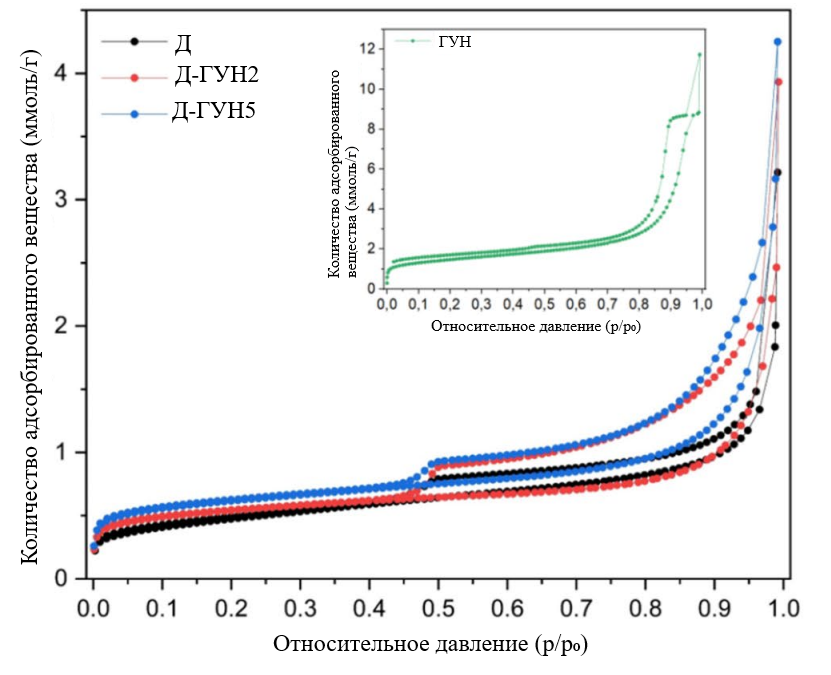 Количество адсорбированного вещества (ммоль/г)
4
3
2
1
0
Д
Д-ГУН2
Д-ГУН5
Количество адсорбированного
вещества (ммоль/г)
12
10
8
6
4
2
0
ГУН
0,0 0,1 0,2 0,3 0,4 0,5 0,6 0,7 0,8 0,9 1,0
Относительное давление (p/p₀)
0.0 0.1 0.2 0.3 0.4 0.5 0.6 0.7 0.8 0.9 1.0
Относительное давление (p/p₀)